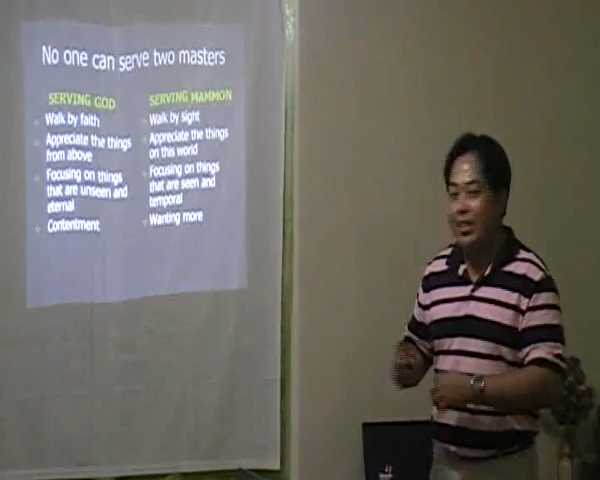 No one can serve two masters
SERVING GOD
Walk by faith
Appreciate the things
from above
Focusing on things
that are unseen and
eternal
Contentment
SERVING MAMMON
Walk by sight
Appreciate the things
on this world
Focusing on things
that are seen and
temporal
Wanting more